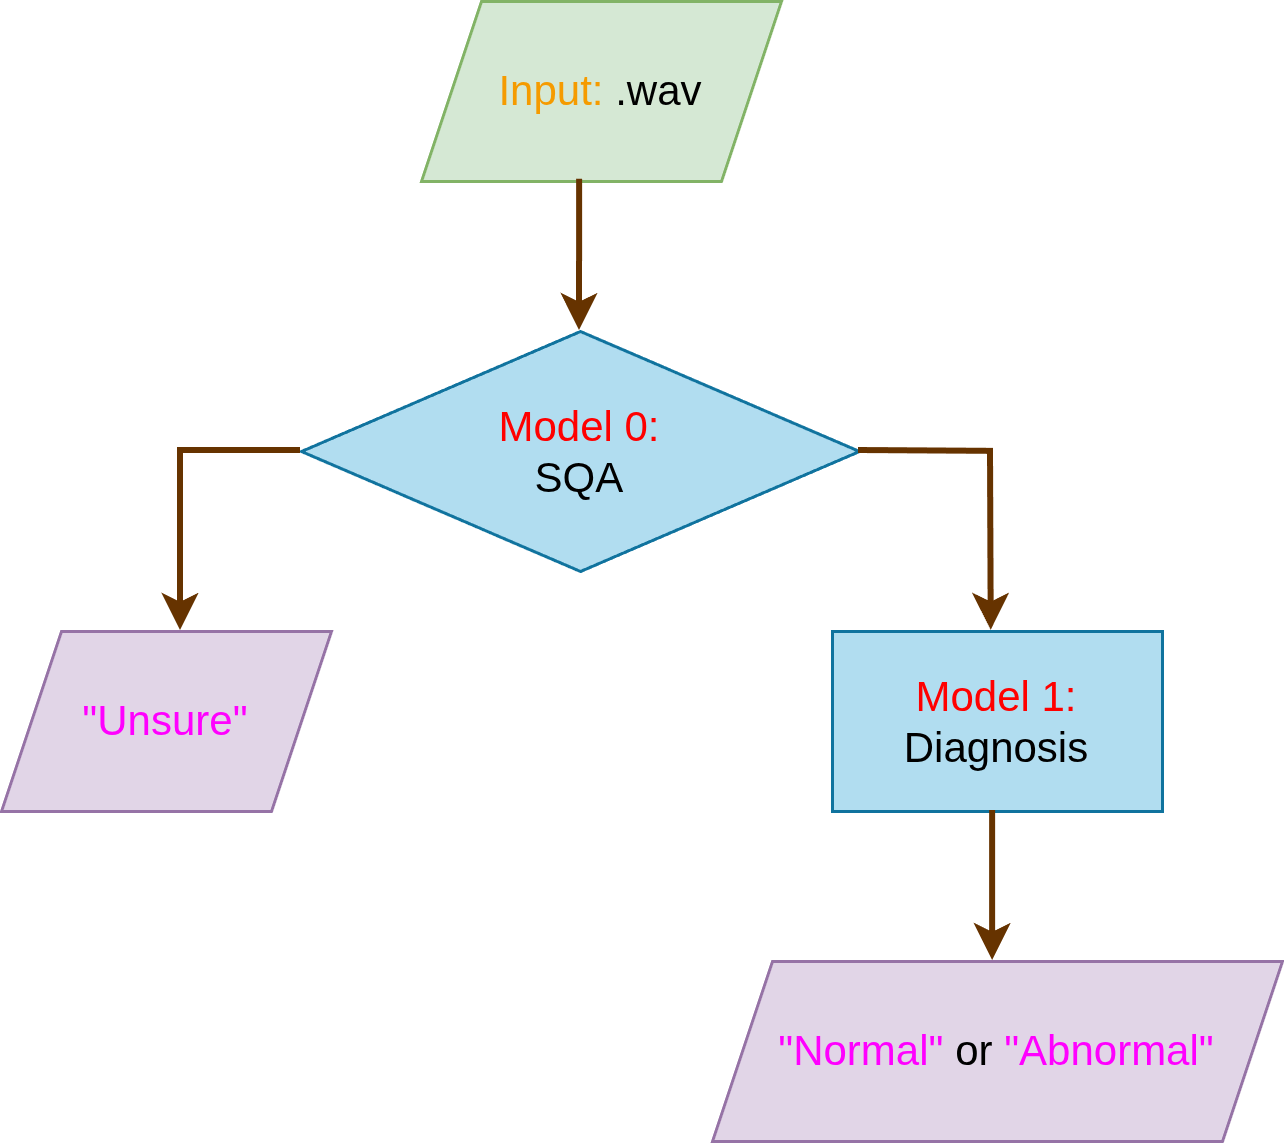 Input: .wav
Model 0:
SQA
"Unsure"
Model 1:
Diagnosis
"Normal" or "Abnormal"